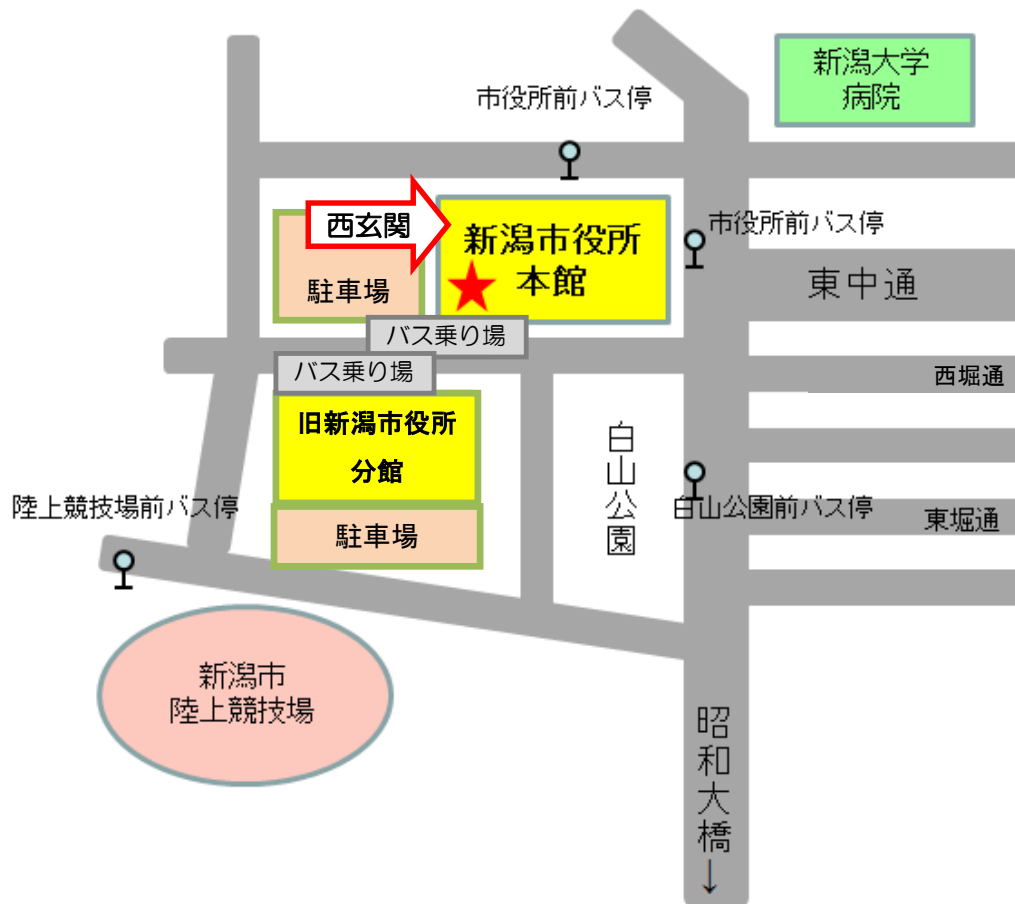 新潟大学
病院
市役所前バス停
西玄関
新潟市役所
本館
市役所前バス停
駐車場
東中通
バス乗り場
バス乗り場
西堀通
旧新潟市役所
分館
白山公園
陸上競技場前バス停
白山公園前バス停
東堀通
駐車場
新潟市
陸上競技場
昭和大橋↓